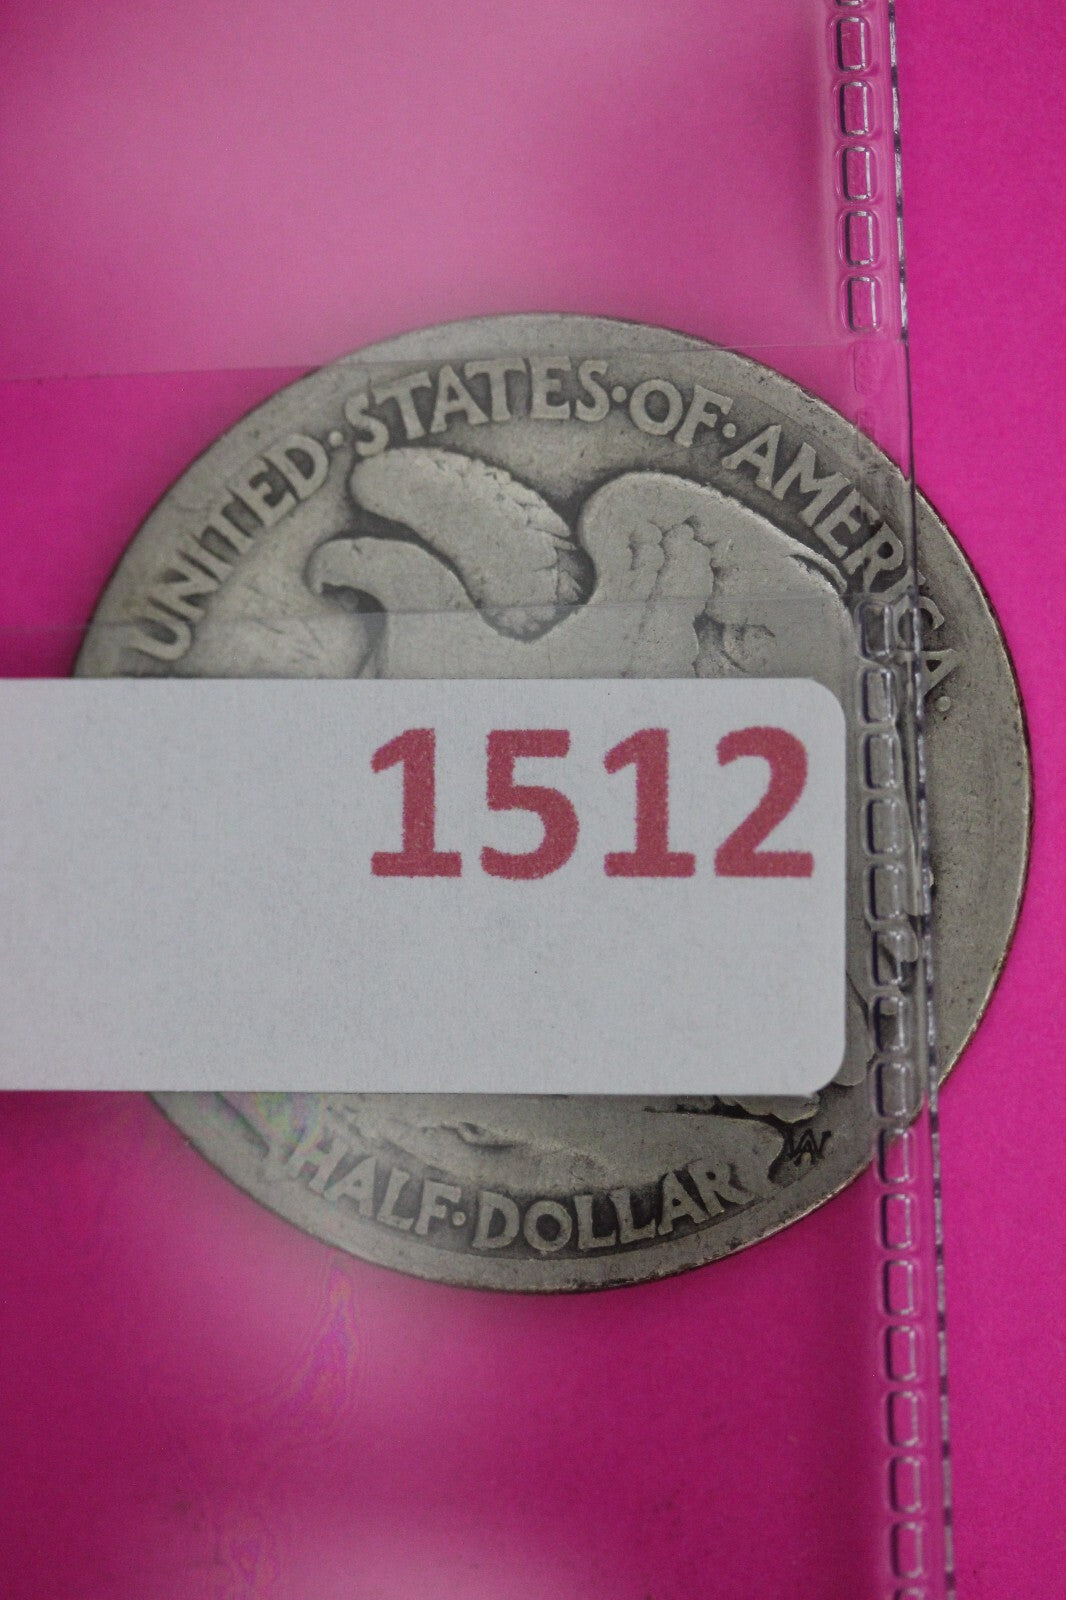 UNITED·STATES·OF·AMERICA·
1512
HALF·DOLLAR
AW